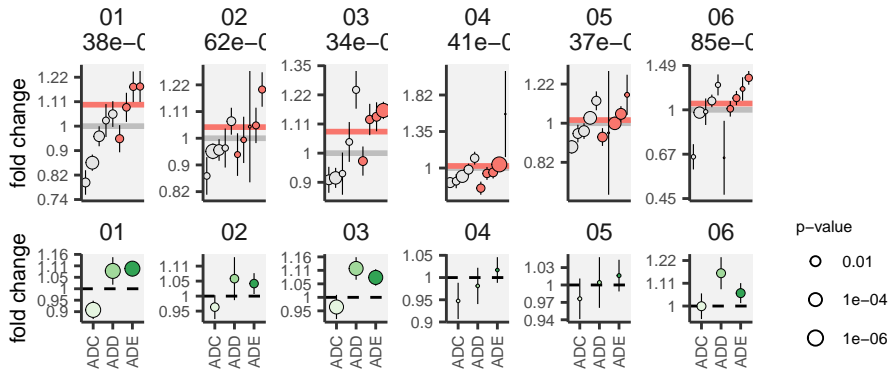 01 02 03 04 05 06
38e−0 62e−0 34e−0 41e−0 37e−0 85e−0
fold change
1.22 1.11 1 0.9 0.82 0.74
1.22 1.11 1 0.9 0.82
1.35 1.22 1.11 1 0.9
1.82 1.35 1
1.22 1 0.82
1.49 1 0.67 0.45
01 02 03 04 05 06
fold change
1.16 1.11 1.05 1 0.95 0.9
1.11 1.05 1 0.95
1.16 1.11 1.05 1 0.95
1.05 1 0.95 0.9
1.03 1 0.97 0.94
1.22 1.11 1
ADC ADD ADE
ADC ADD ADE
ADC ADD ADE
ADC ADD ADE
ADC ADD ADE
ADC ADD ADE
p−value
0.01
1e−04
1e−06